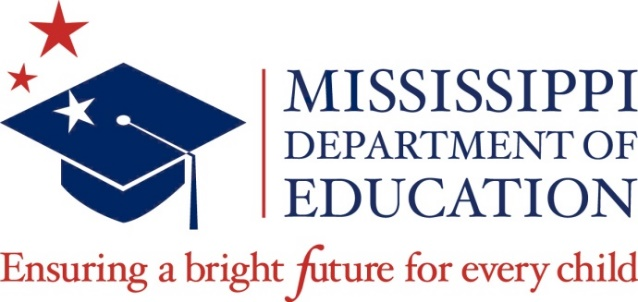 MISSISSIPPI
DEPARTMENT OF
EDUCATION
Ensuring a bright future for every child